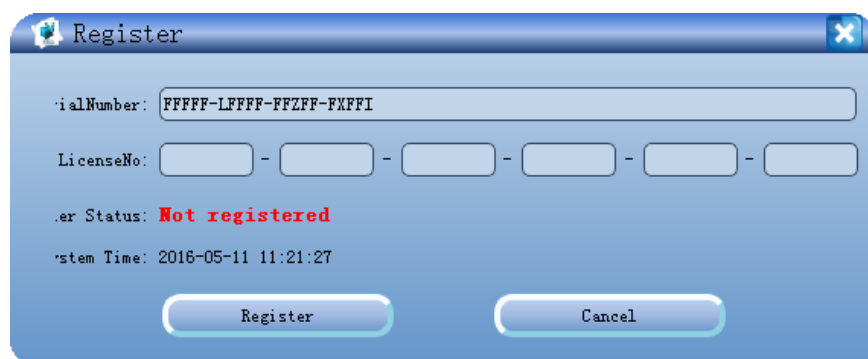 Register
ialNumber: FFFFF-LFFFF-FFZFF-FXFFI
LicenseNo: - - - - -
er Status: Not registered
stem Time: 2016-05-11 11:21:27
Register Cancel